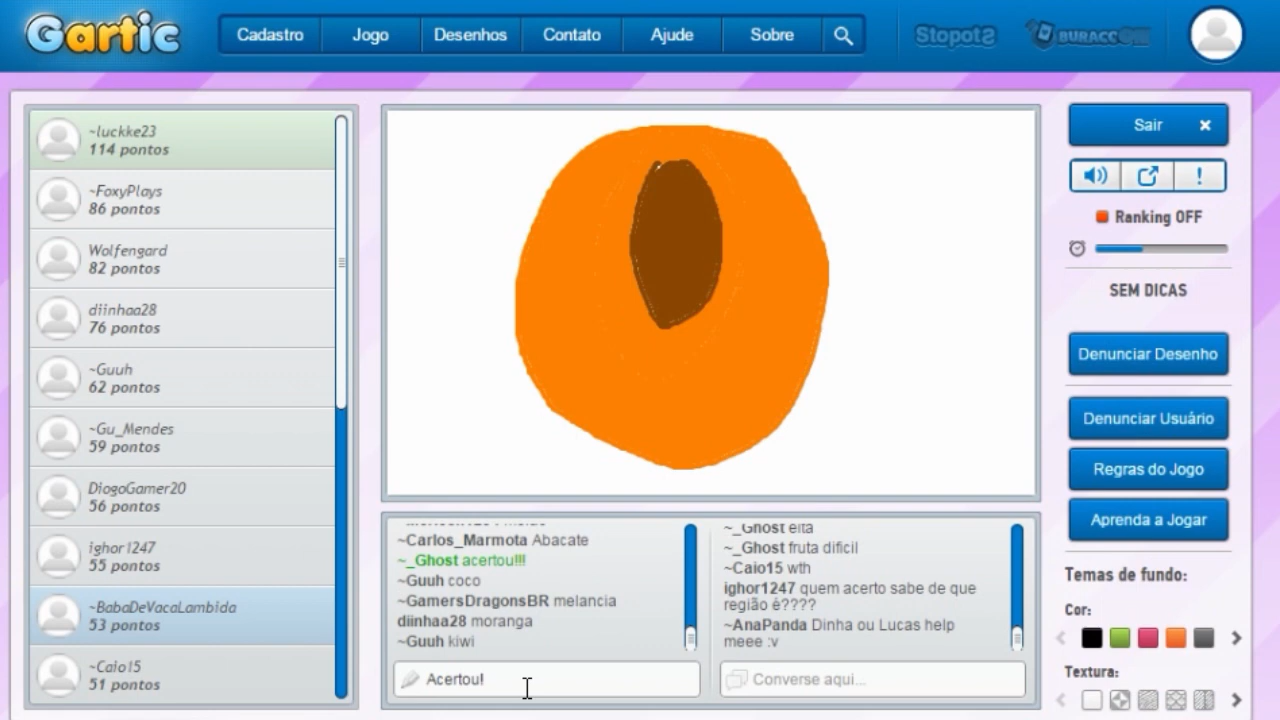 Gartic
Cadastro
Jogo
Desenhos
Contato
Ajuda
Sobre
StopotS
~luckke23
114 pontos
~FoxyPlays
86 pontos
Wolfengard
82 pontos
diinhaa28
76 pontos
~Guuh
62 pontos
~Gu_Mendes
59 pontos
DiogoGamer20
56 pontos
ighor1247
55 pontos
~BabaDeVacaLambida
53 pontos
~Caio15
51 pontos
~Carlos_Marmota Abacate
~_Ghost acertou!!!
~Guuh coco
~GamersDragonsBR melancia
diinhaa28 moranga
~Guuh kiwi
Acertou!
~_Ghost eita
~_Ghost fruta dificil
~Caio15 wth
ighor1247 quem acerto sabe de que
região é????
~AnaPanda Dinha ou Lucas help
meee :v
Converse aqui...
Sair ×
!
Ranking OFF
SEM DICAS
Denunciar Desenho
Denunciar Usuário
Regras do Jogo
Aprenda a Jogar
Temas de fundo:
Cor:
Textura: